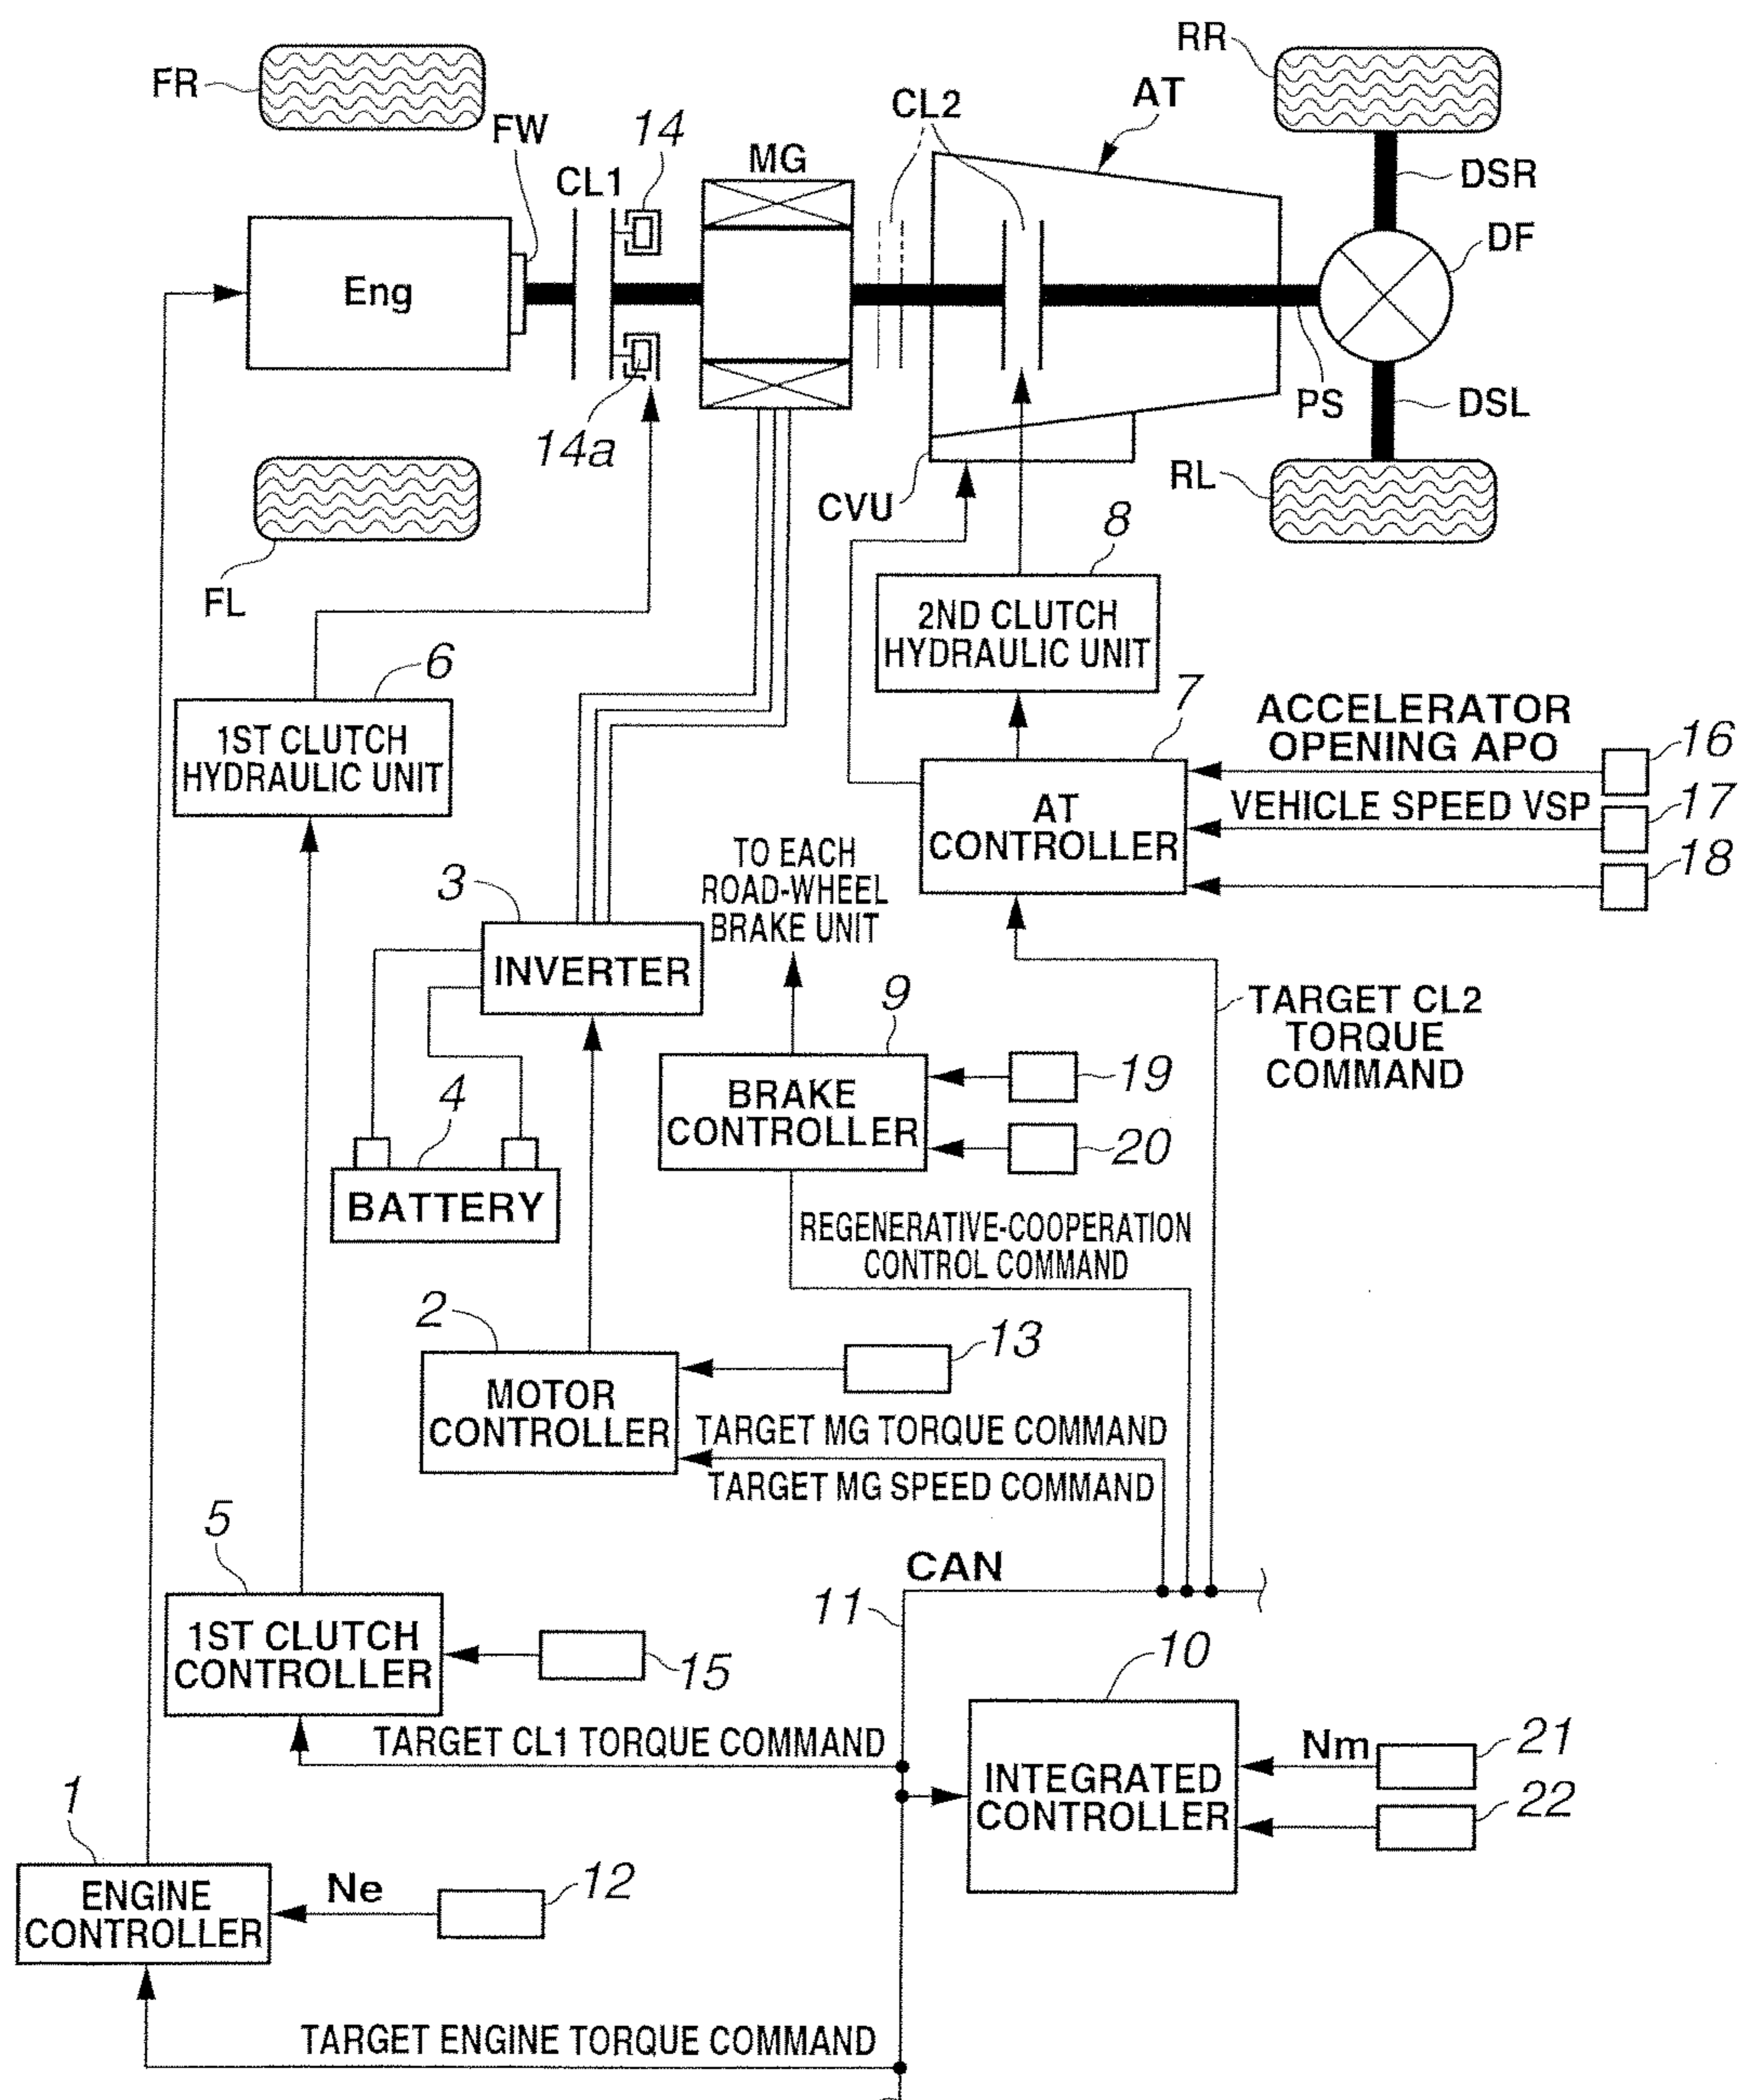 FR
FW
CL1
14
MG
CL2
AT
RR
DSR
DF
Eng
14a
PS
DSL
RL
CVU
FL
8
2ND CLUTCH
HYDRAULIC UNIT
6
1ST CLUTCH
HYDRAULIC UNIT
7
AT
CONTROLLER
ACCELERATOR
OPENING APO
16
VEHICLE SPEED VSP
17
18
TO EACH
ROAD-WHEEL
BRAKE UNIT
3
INVERTER
9
BRAKE
CONTROLLER
19
20
TARGET CL2
TORQUE
COMMAND
4
BATTERY
REGENERATIVE-COOPERATION
CONTROL COMMAND
2
MOTOR
CONTROLLER
13
TARGET MG TORQUE COMMAND
TARGET MG SPEED COMMAND
5
1ST CLUTCH
CONTROLLER
15
CAN
11
10
INTEGRATED
CONTROLLER
Nm
21
22
TARGET CL1 TORQUE COMMAND
1
ENGINE
CONTROLLER
Ne
12
TARGET ENGINE TORQUE COMMAND